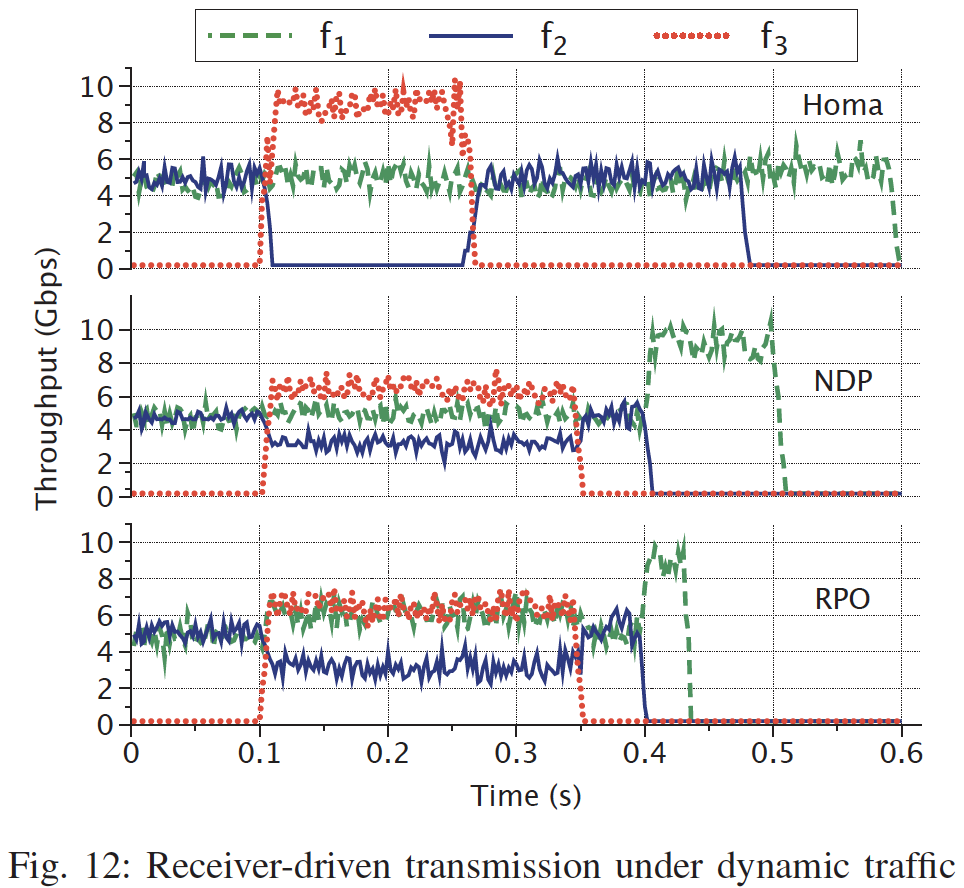 f1 f2 f3
Homa
10
8
6
4
2
0
NDP
10
8
6
4
2
0
RPO
10
8
6
4
2
0
Throughput (Gbps)
0 0.1 0.2 0.3 0.4 0.5 0.6
Time (s)
Fig. 12: Receiver-driven transmission under dynamic traffic